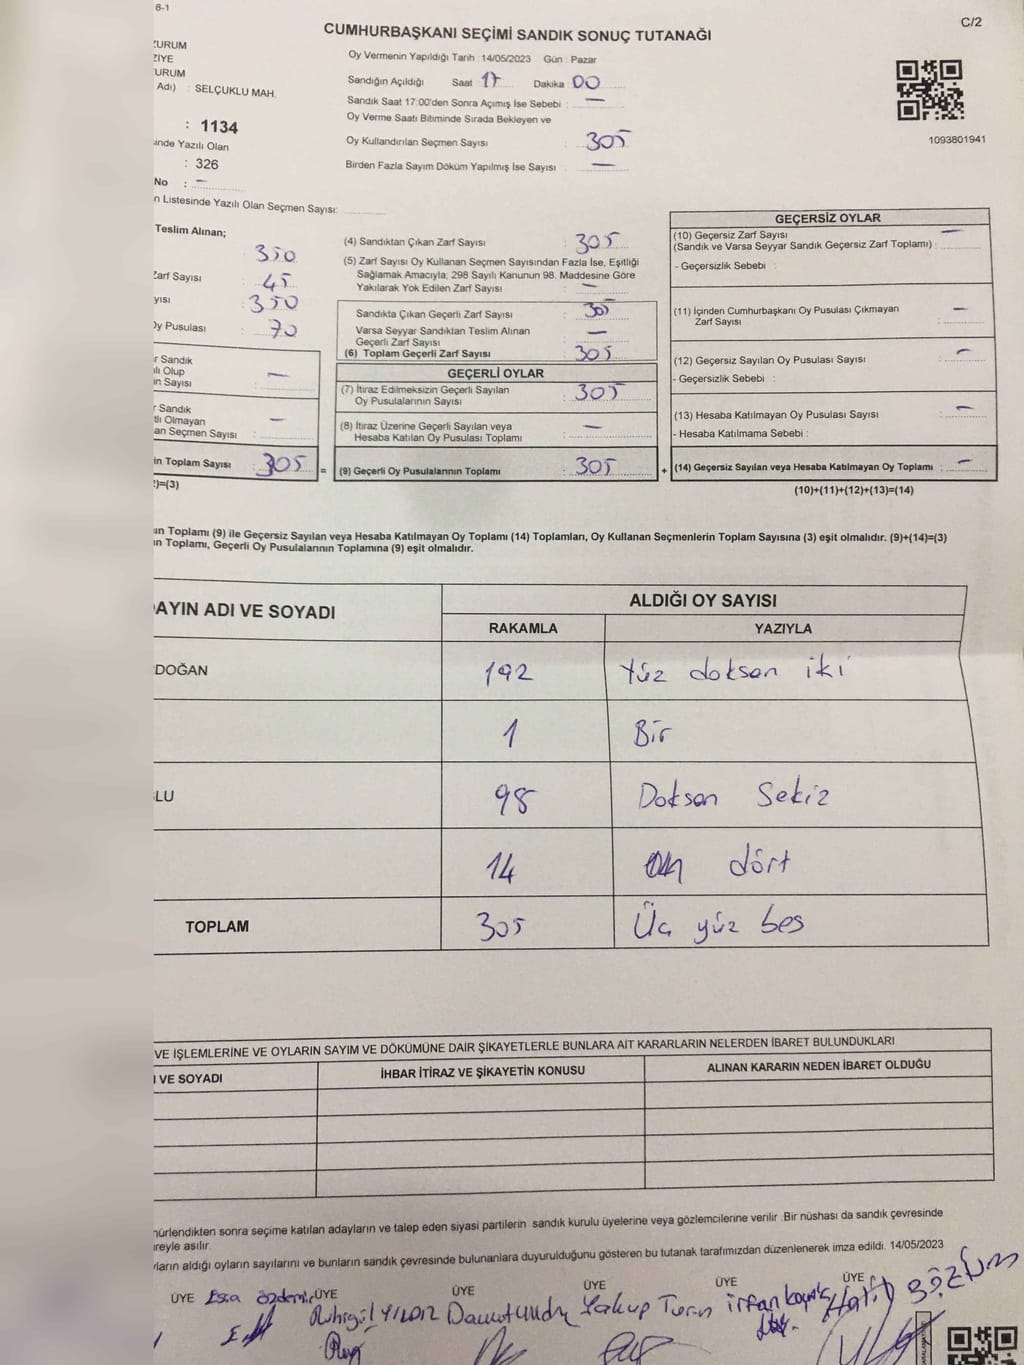 8-1
C/2
CUMHURBAŞKANI SEÇİMİ SANDIK SONUÇ TUTANAĞI
ZURUM
ZİYE
URUM
Adı) : SELÇUKLU MAH.
: 1134
inde Yazılı Olan
: 326
No : —
n Listesinde Yazılı Olan Seçmen Sayısı:
Oy Vermenin Yapıldığı Tarih : 14/05/2023 Gün : Pazar
Sandığın Açıldığı Saat : 17 Dakika : 00
Sandık Saat 17:00'den Sonra Açımış İse Sebebi : —
Oy Verme Saati Bitiminde Sırada Bekleyen ve
Oy Kullandırılan Seçmen Sayısı : 305
Birden Fazla Sayım Döküm Yapılmış İse Sayısı : —
1093801941
Teslim Alınan;
350
Zarf Sayısı : 45
yısı : 350
Oy Pusulası : 70
r Sandık
lı Olup
in Sayısı : —
r Sandık
tlı Olmayan
an Seçmen Sayısı : —
in Toplam Sayısı : 305 =
2)=(3)
(4) Sandıktan Çıkan Zarf Sayısı : 305
(5) Zarf Sayısı Oy Kullanan Seçmen Sayısından Fazla İse, Eşitliği
Sağlamak Amacıyla, 298 Sayılı Kanunun 98. Maddesine Göre
Yakılarak Yok Edilen Zarf Sayısı : —
Sandıkta Çıkan Geçerli Zarf Sayısı : 305
Varsa Seyyar Sandıktan Teslim Alınan
Geçerli Zarf Sayısı : —
(6) Toplam Geçerli Zarf Sayısı : 305
GEÇERLİ OYLAR
(7) İtiraz Edilmeksizin Geçerli Sayılan
Oy Pusulalarının Sayısı : 305
(8) İtiraz Üzerine Geçerli Sayılan veya
Hesaba Katılan Oy Pusulası Toplamı : —
(9) Geçerli Oy Pusulalarının Toplamı : 305 +
GEÇERSİZ OYLAR
(10) Geçersiz Zarf Sayısı
(Sandık ve Varsa Seyyar Sandık Geçersiz Zarf Toplamı) : —
- Geçersizlik Sebebi :
(11) İçinden Cumhurbaşkanı Oy Pusulası Çıkmayan
Zarf Sayısı : —
(12) Geçersiz Sayılan Oy Pusulası Sayısı : —
- Geçersizlik Sebebi :
(13) Hesaba Katılmayan Oy Pusulası Sayısı : —
- Hesaba Katılmama Sebebi :
(14) Geçersiz Sayılan veya Hesaba Katılmayan Oy Toplamı : —
(10)+(11)+(12)+(13)=(14)
ın Toplamı (9) ile Geçersiz Sayılan veya Hesaba Katılmayan Oy Toplamı (14) Toplamları, Oy Kullanan Seçmenlerin Toplam Sayısına (3) eşit olmalıdır. (9)+(14)=(3)
ın Toplamı, Geçerli Oy Pusulalarının Toplamına (9) eşit olmalıdır.
AYIN ADI VE SOYADI
ALDIĞI OY SAYISI
RAKAMLA YAZIYLA
DOĞAN 192 Yüz doksan iki
1 Bir
LU 98 Doksan Sekiz
14 on dört
TOPLAM 305 Üç yüz beş
VE İŞLEMLERİNE VE OYLARIN SAYIM VE DÖKÜMÜNE DAİR ŞİKAYETLERLE BUNLARA AİT KARARLARIN NELERDEN İBARET BULUNDUKLARI
I VE SOYADI İHBAR İTİRAZ VE ŞİKAYETİN KONUSU ALINAN KARARIN NEDEN İBARET OLDUĞU
nürlendikten sonra seçime katılan adayların ve talep eden siyasi partilerin sandık kurulu üyelerine veya gözlemcilerine verilir. Bir nüshası da sandık çevresinde
ireyle asılır.
yların aldığı oyların sayılarını ve bunların sandık çevresinde bulunanlara duyurulduğunu gösteren bu tutanak tarafımızdan düzenlenerek imza edildi. 14/05/2023
ÜYE ÜYE ÜYE ÜYE ÜYE ÜYE
Esra Özdemir Yakup Turan İrfan Halit BÖZKURT